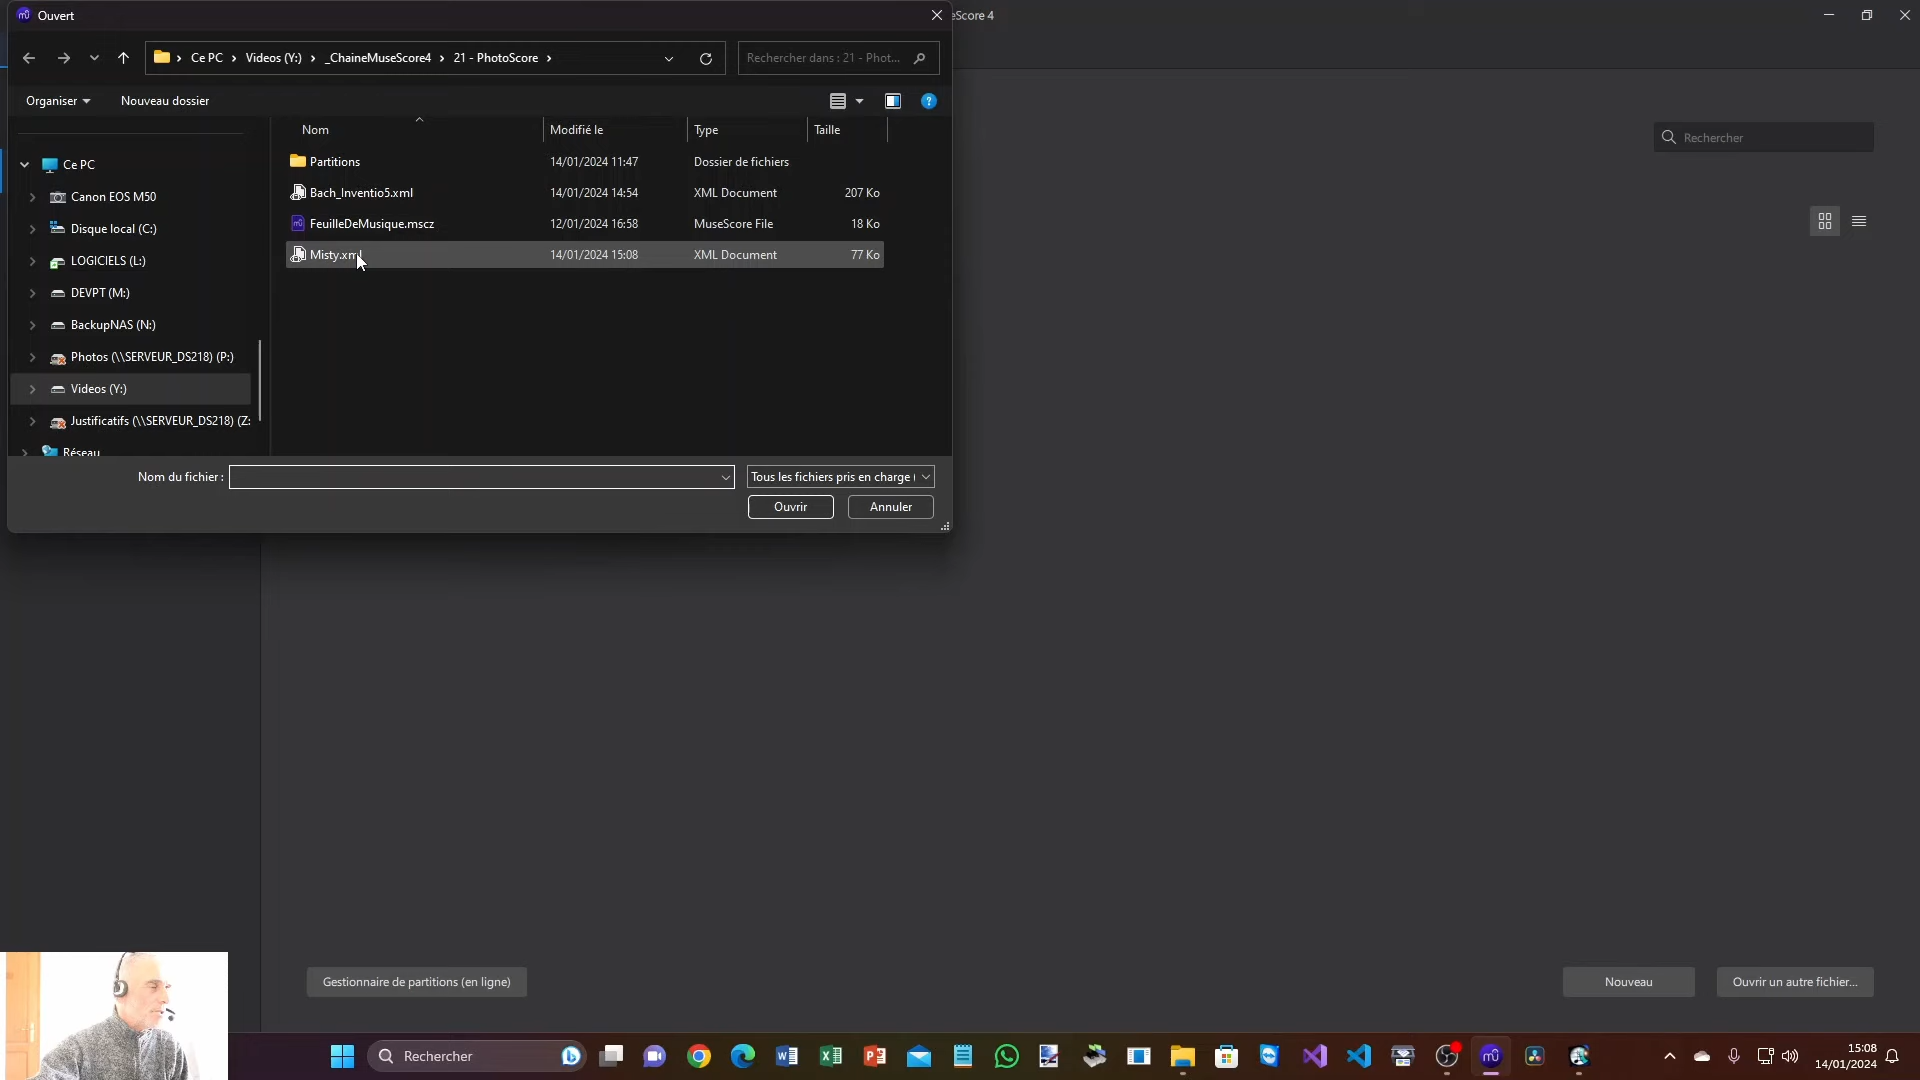 Ouvert
eScore 4
Ce PC
Videos (Y:)
_ChaineMuseScore4
21 - PhotoScore
Rechercher dans : 21 - Phot...
Organiser
Nouveau dossier
Nom
Modifié le
Type
Taille
Partitions
14/01/2024 11:47
Dossier de fichiers
Bach_Inventio5.xml
14/01/2024 14:54
XML Document
207 Ko
FeuilleDeMusique.mscz
12/01/2024 16:58
MuseScore File
18 Ko
Misty.xml
14/01/2024 15:08
XML Document
77 Ko
Ce PC
Canon EOS M50
Disque local (C:)
LOGICIELS (L:)
DEVPT (M:)
BackupNAS (N:)
Photos (\\SERVEUR_DS218) (P:)
Videos (Y:)
Justificatifs (\\SERVEUR_DS218) (Z:
Réseau
Nom du fichier :
Tous les fichiers pris en charge (
Ouvrir
Annuler
Rechercher
Gestionnaire de partitions (en ligne)
Nouveau
Ouvrir un autre fichier...
Rechercher
15:08
14/01/2024